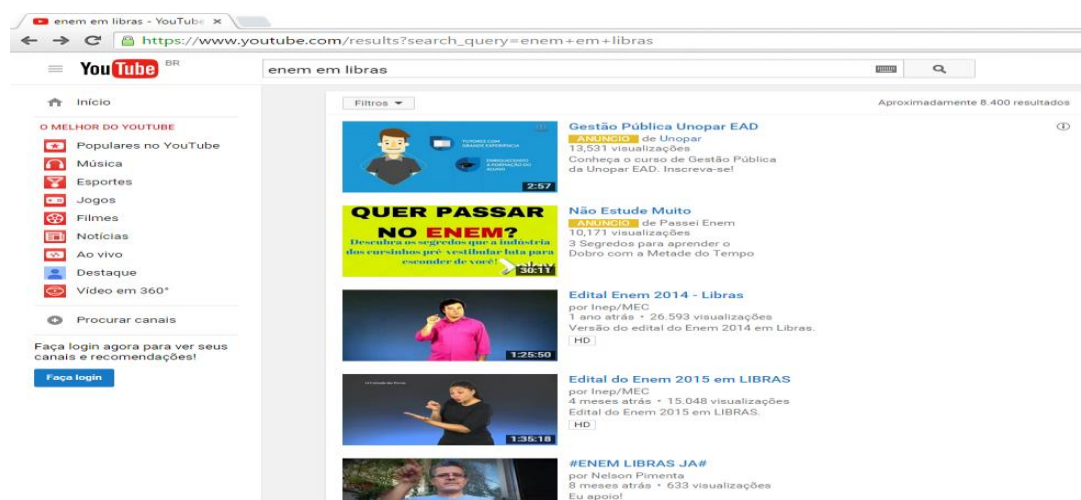 enem em libras - YouTub
https://www.youtube.com/results?search_query=enem+em+libras
YouTube BR
enem em libras
Início
O MELHOR DO YOUTUBE
Populares no YouTube
Música
Esportes
Jogos
Filmes
Notícias
Ao vivo
Destaque
Vídeo em 360°
Procurar canais
Faça login agora para ver seus
canais e recomendações!
Faça login
Filtros
Aproximadamente 8.400 resultados
TUTORES COM
GRANDE EXPERIÊNCIA
ENRIQUECENDO
A FORMAÇÃO DO
ALUNO
2:57
Gestão Pública Unopar EAD
ANÚNCIO de Unopar
13,531 visualizações
Conheça o curso de Gestão Pública
da Unopar EAD. Inscreva-se!
QUER PASSAR
NO ENEM?
Descubra os segredos que a indústria
dos cursinhos pré-vestibular luta para
esconder de você!
30:11
Não Estude Muito
ANÚNCIO de Passei Enem
10,171 visualizações
3 Segredos para aprender o
Dobro com a Metade do Tempo
1:25:50
Edital Enem 2014 - Libras
por Inep/MEC
1 ano atrás • 26.593 visualizações
Versão do edital do Enem 2014 em Libras.
HD
1:35:18
Edital do Enem 2015 em LIBRAS
por Inep/MEC
4 meses atrás • 15.048 visualizações
Edital do Enem 2015 em LIBRAS.
HD
#ENEM LIBRAS JA#
por Nelson Pimenta
8 meses atrás • 633 visualizações
Eu apoio!